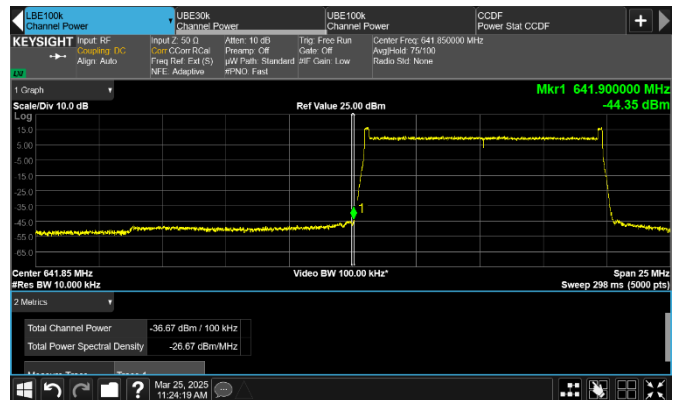 LBE100k
Channel Power
UBE30k
Channel Power
UBE100k
Channel Power
CCDF
Power Stat CCDF
KEYSIGHT
Input: RF
Coupling: DC
Align: Auto
Input Z: 50 Ω
Corr CCorr RCal
Freq Ref: Ext (S)
NFE: Adaptive
Atten: 10 dB
Preamp: Off
µW Path: Standard
#PNO: Fast
Trig: Free Run
Gate: Off
#IF Gain: Low
Center Freq: 641.850000 MHz
Avg|Hold: 75/100
Radio Std: None
LXI
1 Graph
Mkr1 641.900000 MHz
Scale/Div 10.0 dB
Ref Value 25.00 dBm
-44.35 dBm
Log
15.0
5.00
-5.00
-15.0
-25.0
-35.0
-45.0
-55.0
-65.0
1
Center 641.85 MHz
Video BW 100.00 kHz*
Span 25 MHz
#Res BW 10.000 kHz
Sweep 298 ms (5000 pts)
2 Metrics
Total Channel Power -36.67 dBm / 100 kHz
Total Power Spectral Density -26.67 dBm/MHz
Measure Trace Trace 1
?
Mar 25, 2025
11:24:19 AM